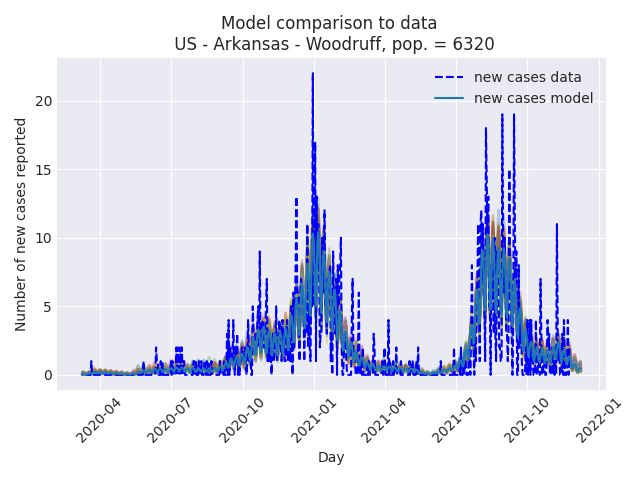 Model comparison to data
US - Arkansas - Woodruff, pop. = 6320
new cases data
new cases model
Number of new cases reported
20
15
10
5
0
2020-04
2020-07
2020-10
2021-01
2021-04
2021-07
2021-10
2022-01
Day